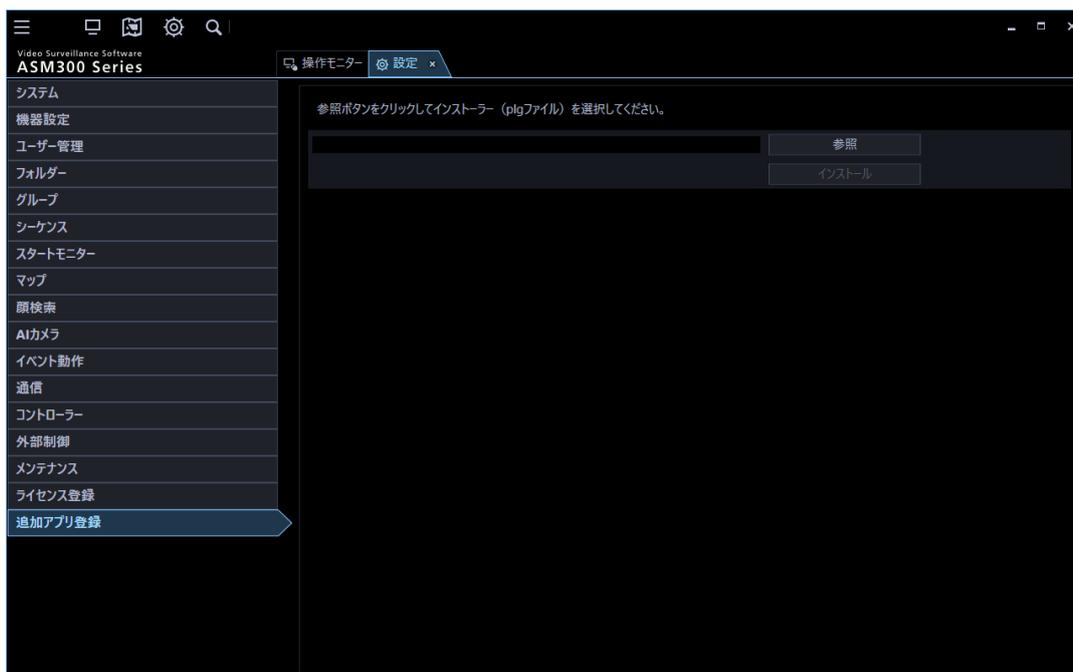 Video Surveillance Software
ASM300 Series
操作モニター
設定 ×
システム
機器設定
ユーザー管理
フォルダー
グループ
シーケンス
スタートモニター
マップ
顔検索
AIカメラ
イベント動作
通信
コントローラー
外部制御
メンテナンス
ライセンス登録
追加アプリ登録
参照ボタンをクリックしてインストーラー（plgファイル）を選択してください。
参照
インストール